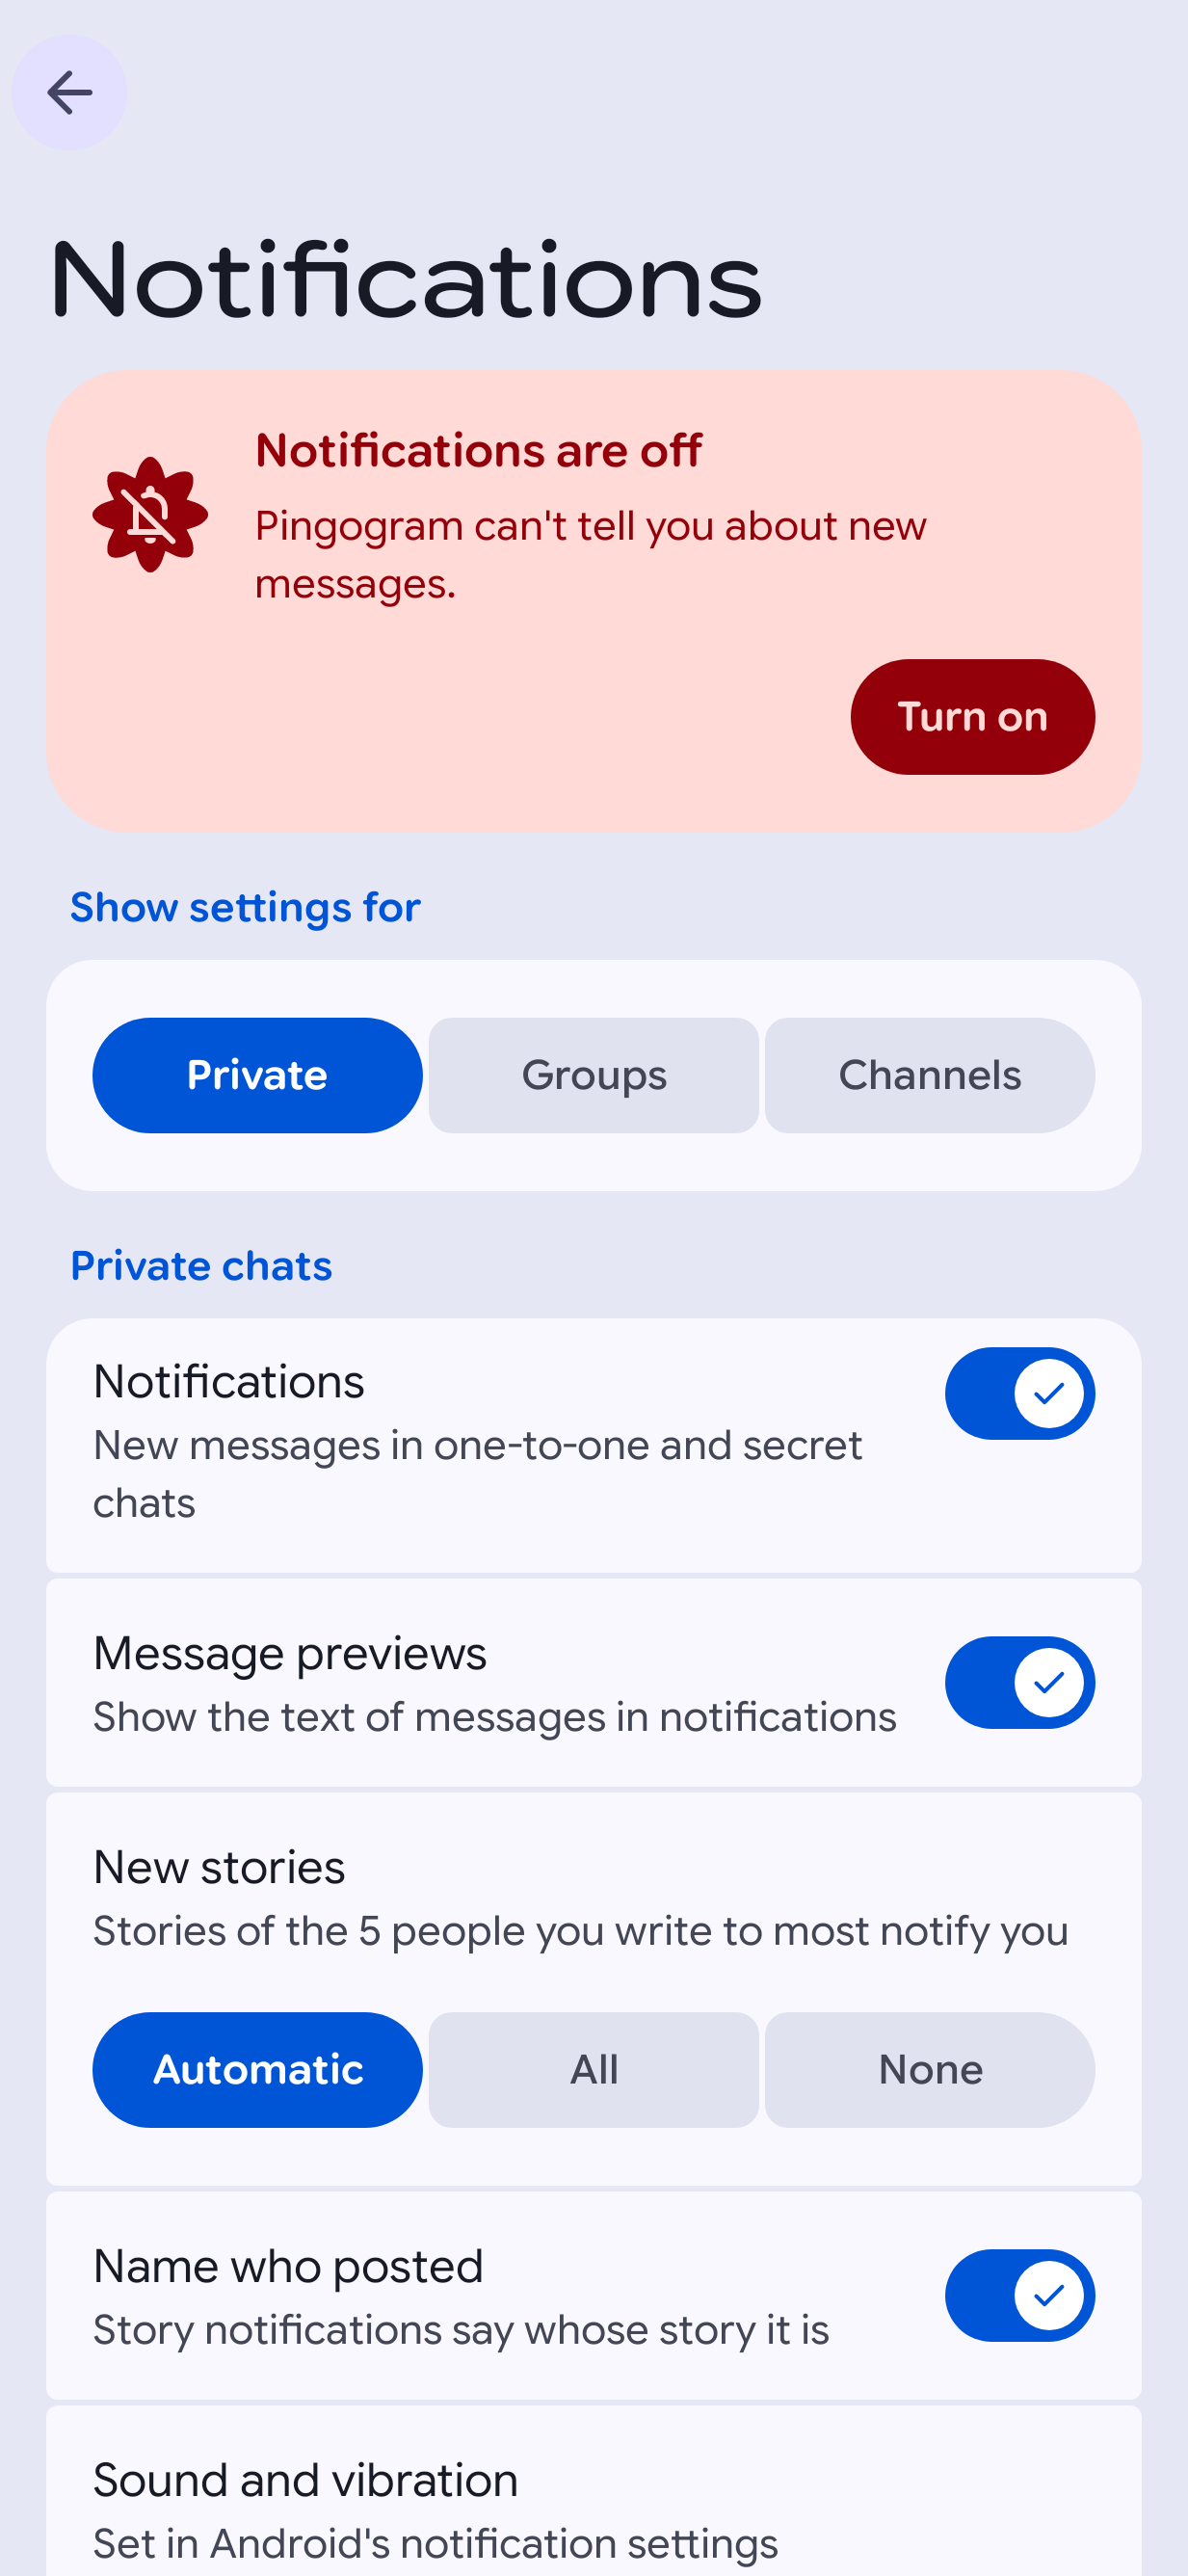 Notifications
Notifications are off
Pingogram can't tell you about new
messages.
Turn on
Show settings for
Private
Groups
Channels
Private chats
Notifications
New messages in one-to-one and secret
chats
Message previews
Show the text of messages in notifications
New stories
Stories of the 5 people you write to most notify you
Automatic
All
None
Name who posted
Story notifications say whose story it is
Sound and vibration
Set in Android's notification settings